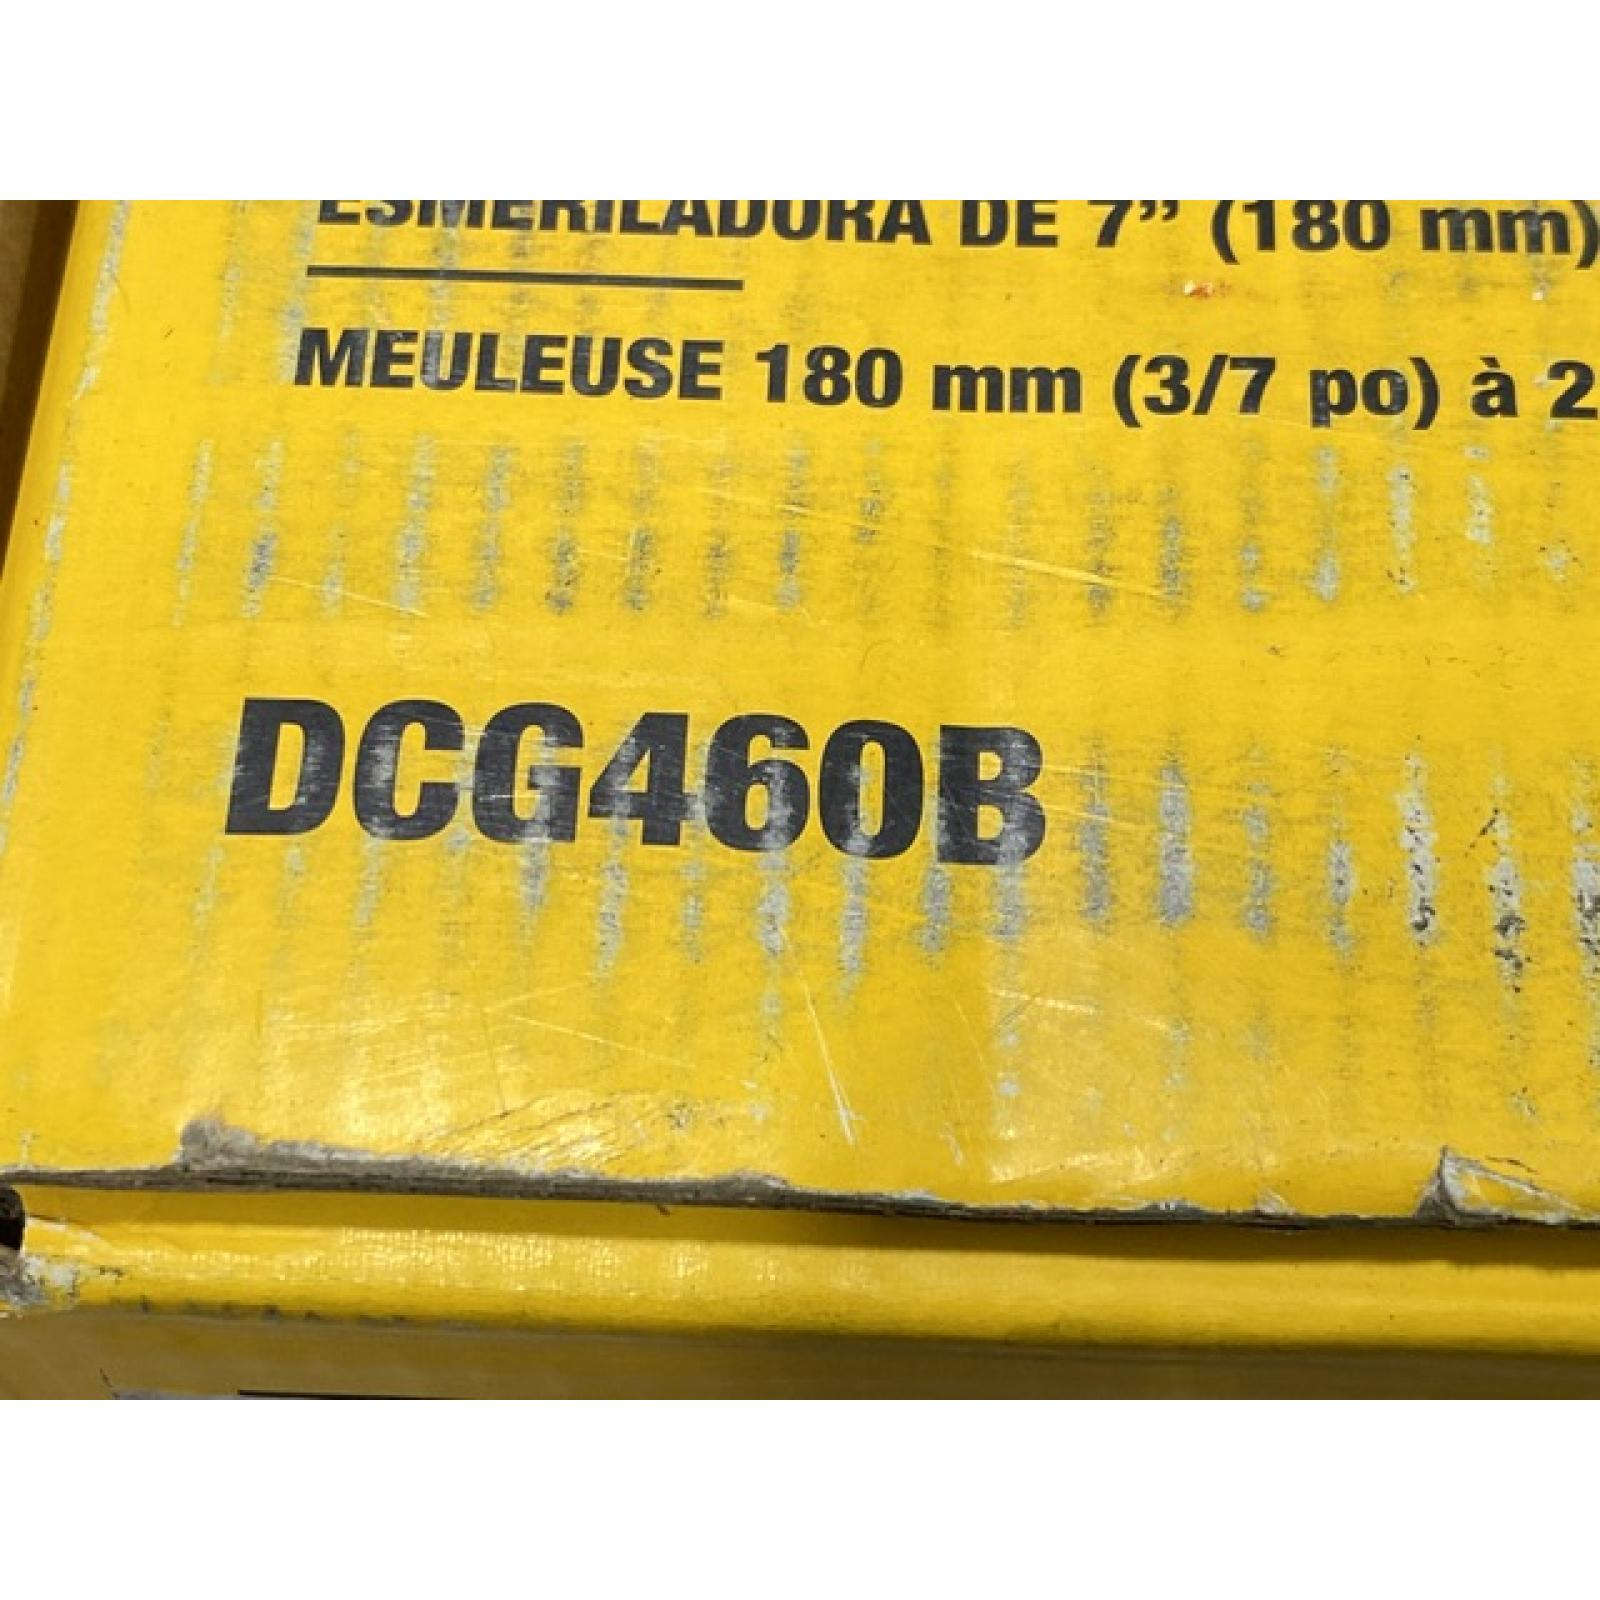 ESMERILADORA DE 7” (180 mm)
MEULEUSE 180 mm (3/7 po) à 2
DCG460B